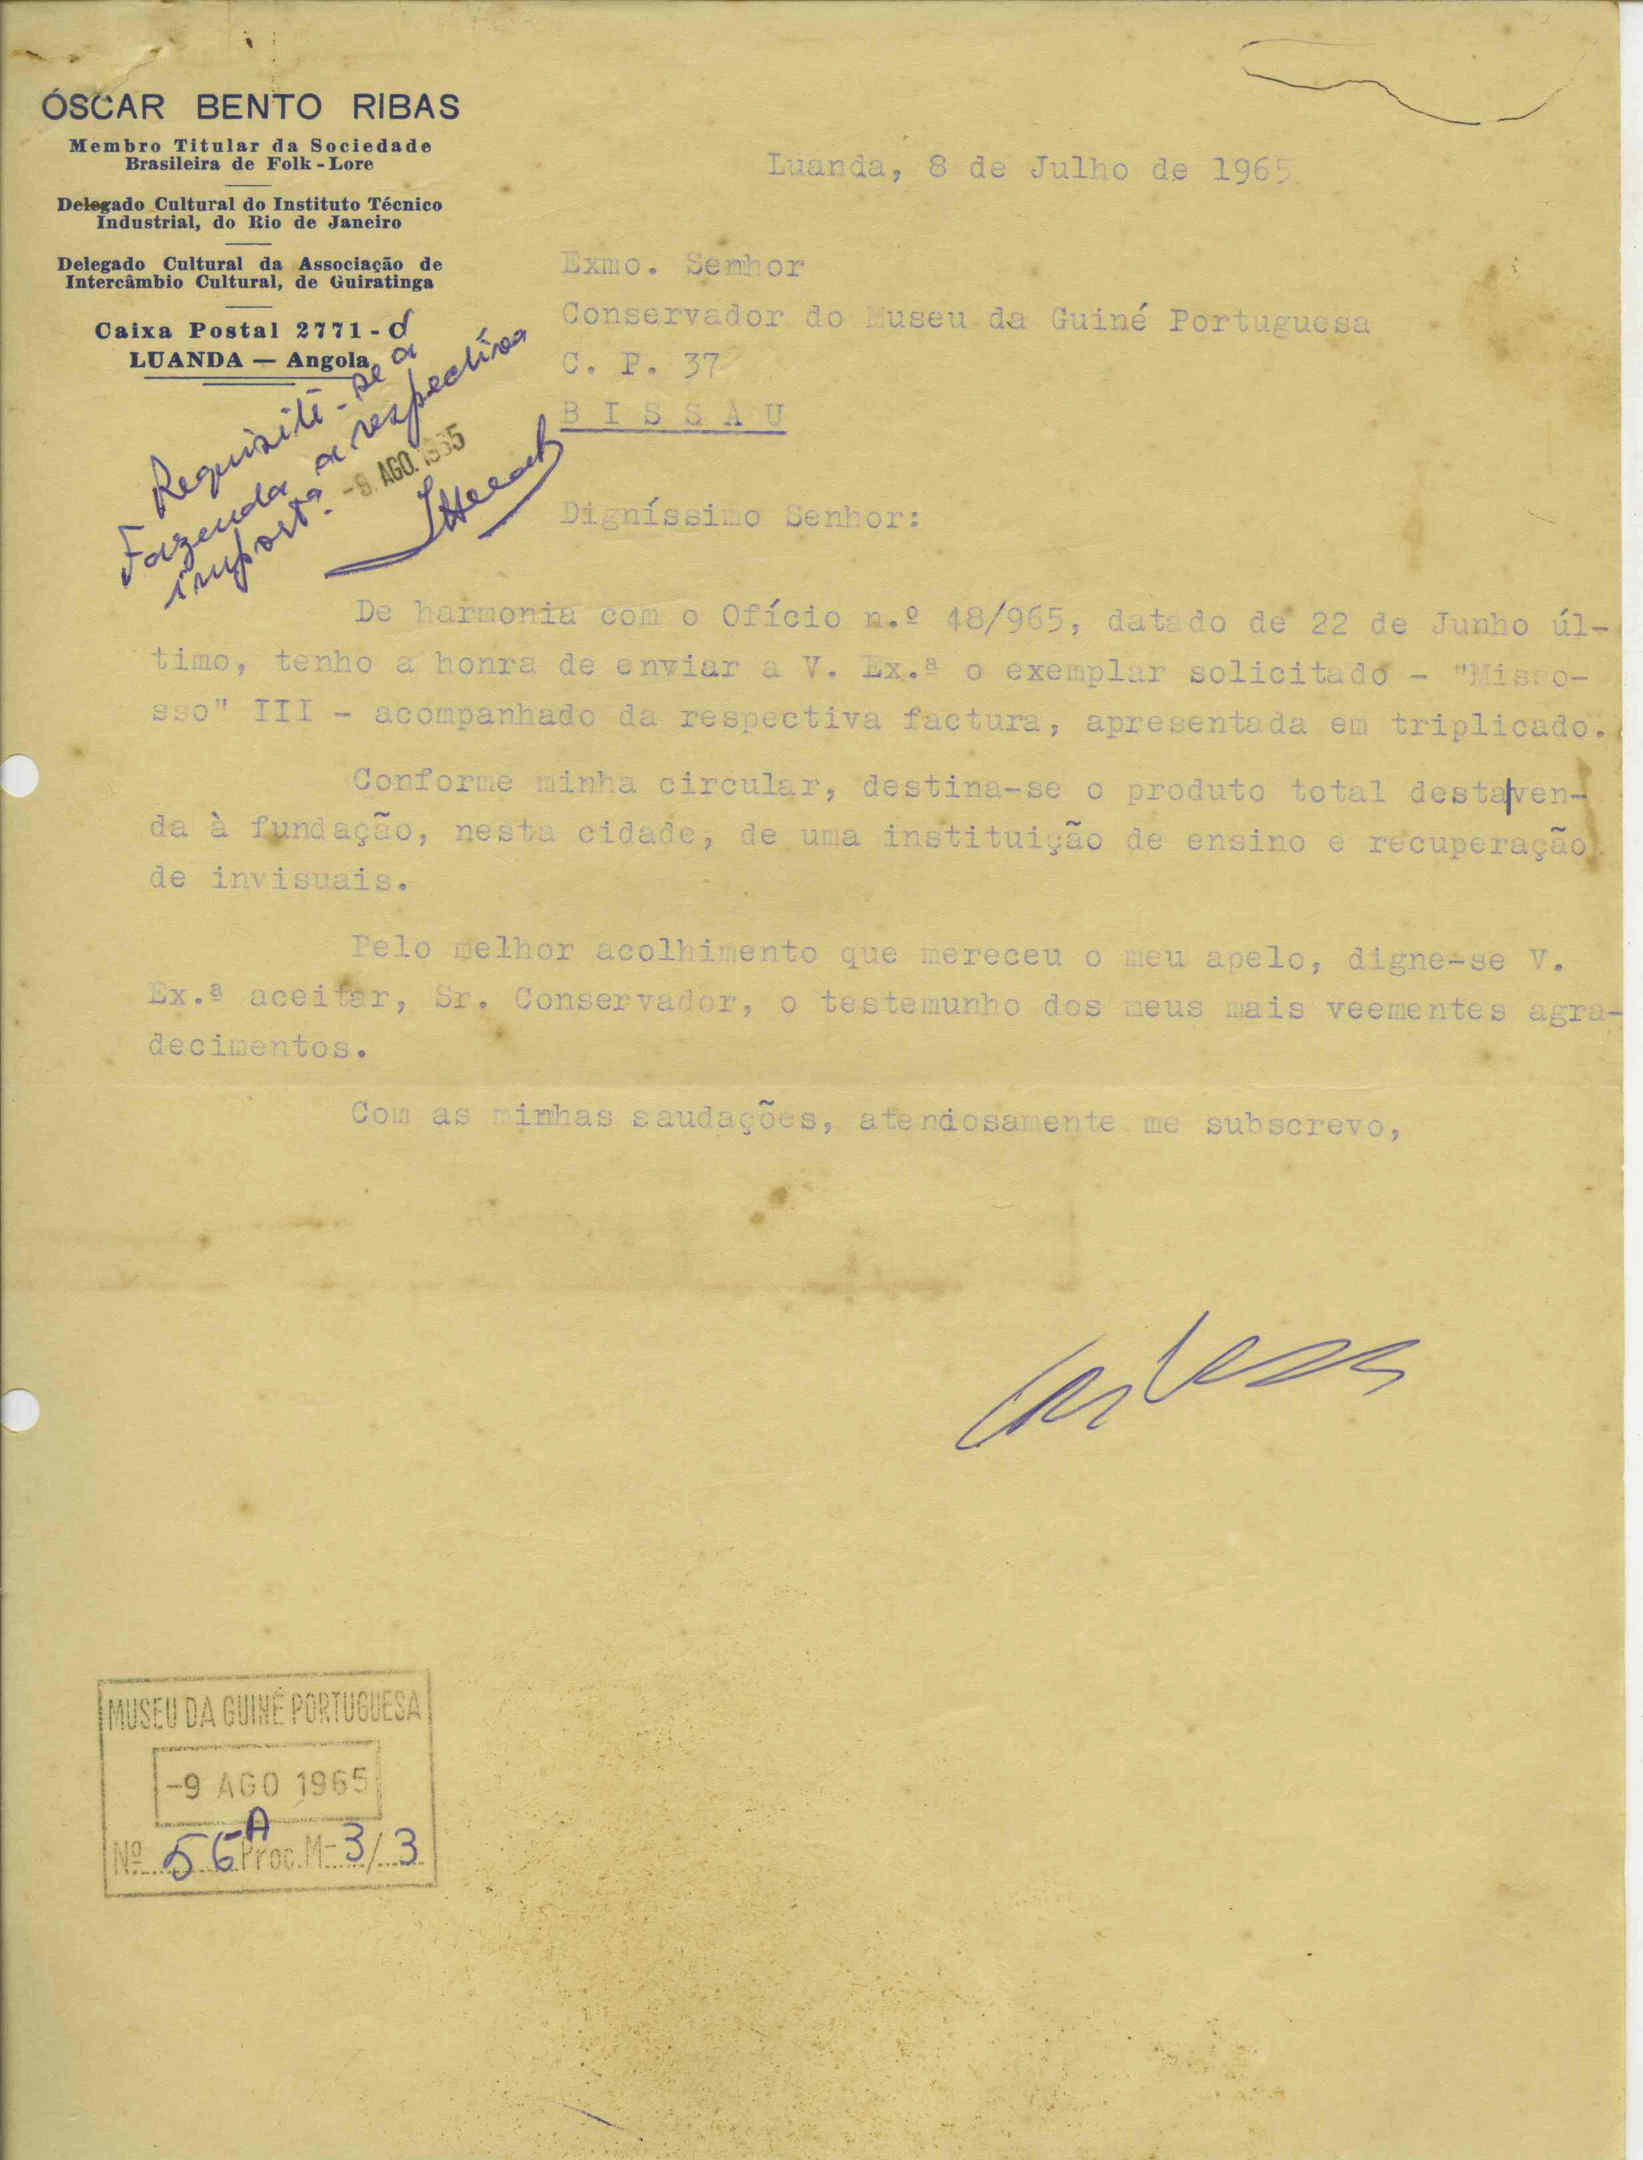 ÓSCAR BENTO RIBAS
Membro Titular da Sociedade
Brasileira de Folk-Lore
Delegado Cultural do Instituto Técnico
Industrial, do Rio de Janeiro
Delegado Cultural da Associação de
Intercâmbio Cultural, de Guiratinga
Caixa Postal 2771-C
LUANDA — Angola
Requisite-se à
Fazenda a respectiva
import.ª
-9. AGO. 1965
Luanda, 8 de Julho de 1965
Exmo. Senhor
Conservador do Museu da Guiné Portuguesa
C. P. 37
B I S S A U
Digníssimo Senhor:
De harmonia com o Ofício n.º 48/965, datado de 22 de Junho úl-
timo, tenho a honra de enviar a V. Ex.ª o exemplar solicitado - "Misso-
sso" III - acompanhado da respectiva factura, apresentada em triplicado.
Conforme minha circular, destina-se o produto total desta|ven-
da à fundação, nesta cidade, de uma instituição de ensino e recuperação
de invisuais.
Pelo melhor acolhimento que mereceu o meu apelo, digne-se V.
Ex.ª aceitar, Sr. Conservador, o testemunho dos meus mais veementes agra-
decimentos.
Com as minhas saudações, atenciosamente me subscrevo,
MUSEU DA GUINÉ PORTUGUESA
-9 AGO 1965
Nº 56A Proc. M-3/3